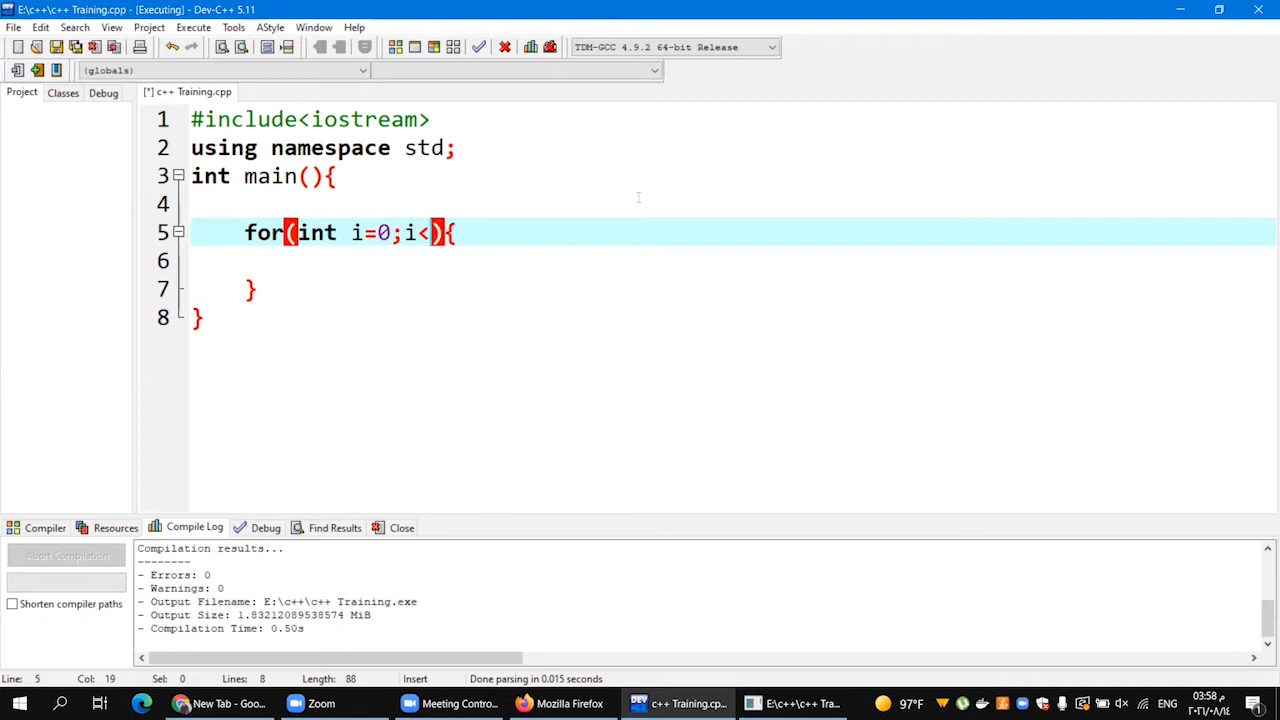 E:\c++\c++ Training.cpp - [Executing] - Dev-C++ 5.11
File Edit Search View Project Execute Tools AStyle Window Help
TDM-GCC 4.9.2 64-bit Release
(globals)
Project Classes Debug
[*] c++ Training.cpp
1 #include<iostream>
2 using namespace std;
3 int main(){
4
5 for(int i=0;i<){
6
7 }
8 }
Compiler Resources Compile Log Debug Find Results Close
Abort Compilation
Shorten compiler paths
Compilation results...
--------
- Errors: 0
- Warnings: 0
- Output Filename: E:\c++\c++ Training.exe
- Output Size: 1.83212089538574 MiB
- Compilation Time: 0.50s
Line: 5 Col: 19 Sel: 0 Lines: 8 Length: 88 Insert Done parsing in 0.015 seconds
New Tab - Goo... Zoom Meeting Contro... Mozilla Firefox c++ Training.cp... E:\c++\c++ Tra... 97°F ENG 03:58